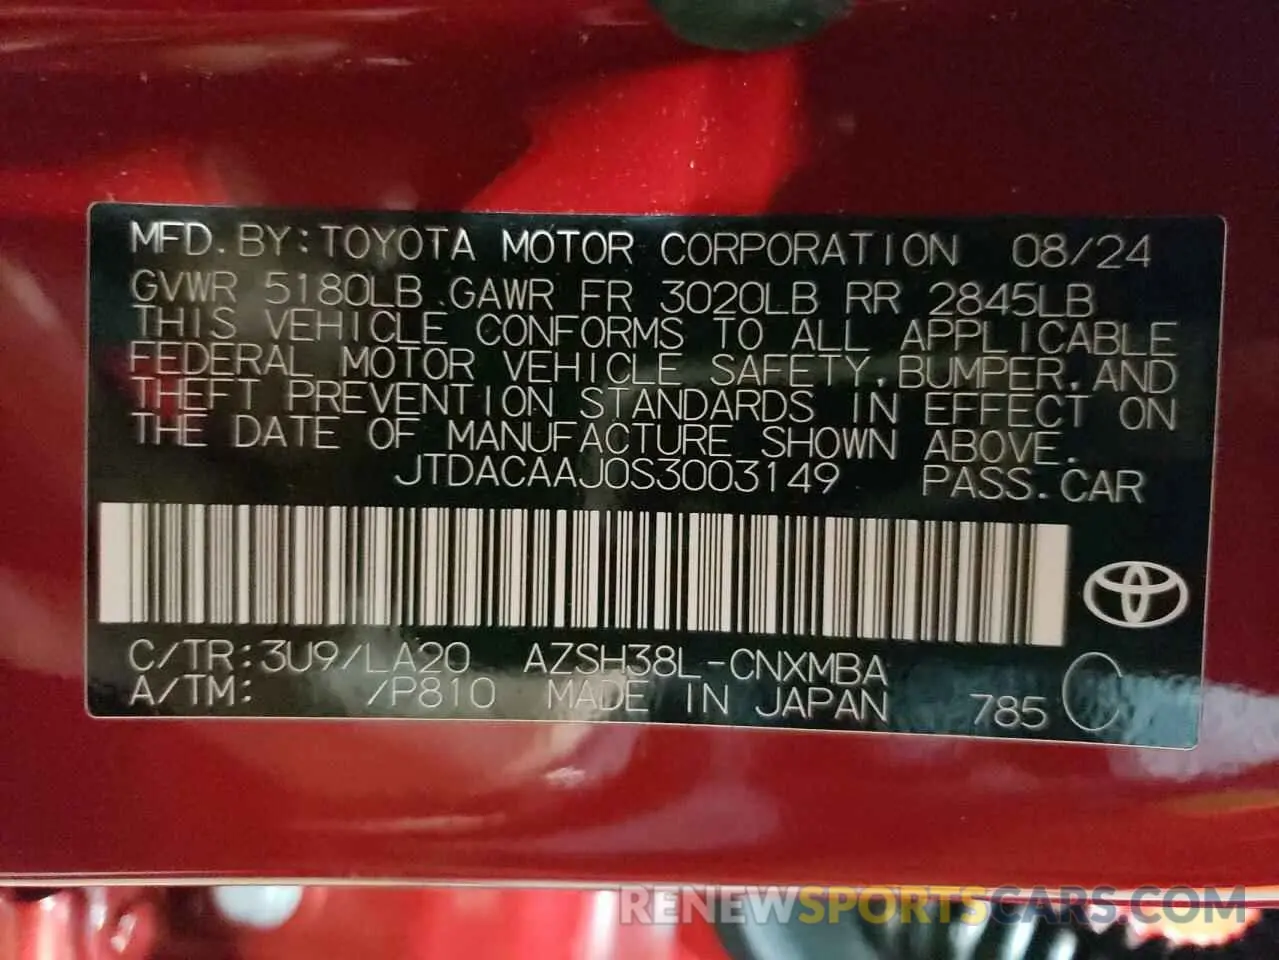 MFD. BY: TOYOTA MOTOR CORPORATION 08/24
GVWR 5180LB GAWR FR 3020LB RR 2845LB
THIS VEHICLE CONFORMS TO ALL APPLICABLE
FEDERAL MOTOR VEHICLE SAFETY, BUMPER, AND
THEFT PREVENTION STANDARDS IN EFFECT ON
THE DATE OF MANUFACTURE SHOWN ABOVE.
JTDACAAJ0S3003149 PASS. CAR
C/TR: 3U9/LA20 AZSH38L-CNXMBA
A/TM: /P810 MADE IN JAPAN 785 C
RENEWSPORTSCARS.COM